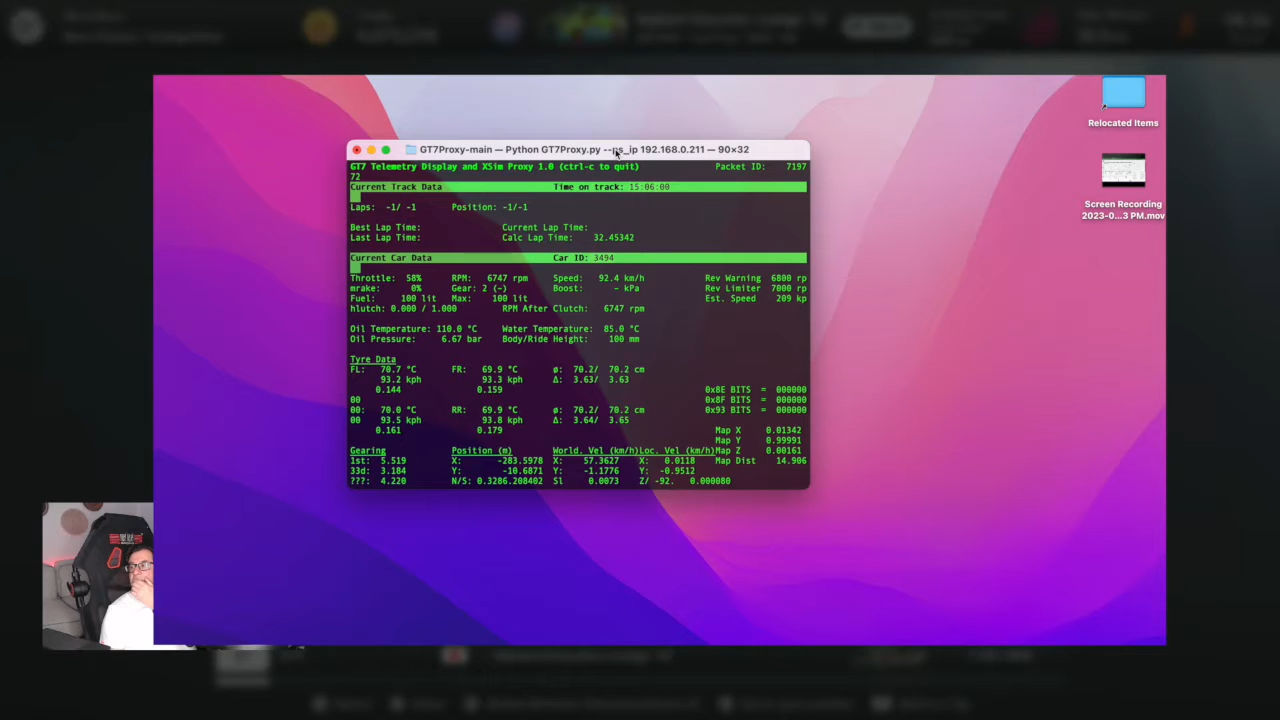 Relocated Items
Screen Recording
2023-0...3 PM.mov
GT7Proxy-main — Python GT7Proxy.py --ps_ip 192.168.0.211 — 90×32
GT7 Telemetry Display and XSim Proxy 1.0 (ctrl-c to quit) Packet ID: 7197
72
Current Track Data Time on track: 15:06:00
Laps: -1/ -1 Position: -1/-1
Best Lap Time: Current Lap Time:
Last Lap Time: Calc Lap Time: 32.45342
Current Car Data Car ID: 3494
Throttle: 58% RPM: 6747 rpm Speed: 92.4 km/h Rev Warning 6800 rp
mrake: 0% Gear: 2 (-) Boost: - kPa Rev Limiter 7000 rp
Fuel: 100 lit Max: 100 lit Est. Speed 209 kp
hlutch: 0.000 / 1.000 RPM After Clutch: 6747 rpm
Oil Temperature: 110.0 °C Water Temperature: 85.0 °C
Oil Pressure: 6.67 bar Body/Ride Height: 100 mm
Tyre Data
FL: 70.7 °C FR: 69.9 °C ø: 70.2/ 70.2 cm
93.2 kph 93.3 kph Δ: 3.63/ 3.63
0.144 0.159 0x8E BITS = 000000
00 0x8F BITS = 000000
00: 70.0 °C RR: 69.9 °C ø: 70.2/ 70.2 cm 0x93 BITS = 000000
00 93.5 kph 93.8 kph Δ: 3.64/ 3.65
0.161 0.179 Map X 0.01342
Map Y 0.99991
Gearing Position (m) World. Vel (km/h)Loc. Vel (km/h)Map Z 0.00161
1st: 5.519 X: -283.5978 X: 57.3627 X: 0.0118 Map Dist 14.906
33d: 3.184 Y: -10.6871 Y: -1.1776 Y: -0.9512
???: 4.220 N/S: 0.3286.208402 Sl 0.0073 Z/ -92. 0.000080